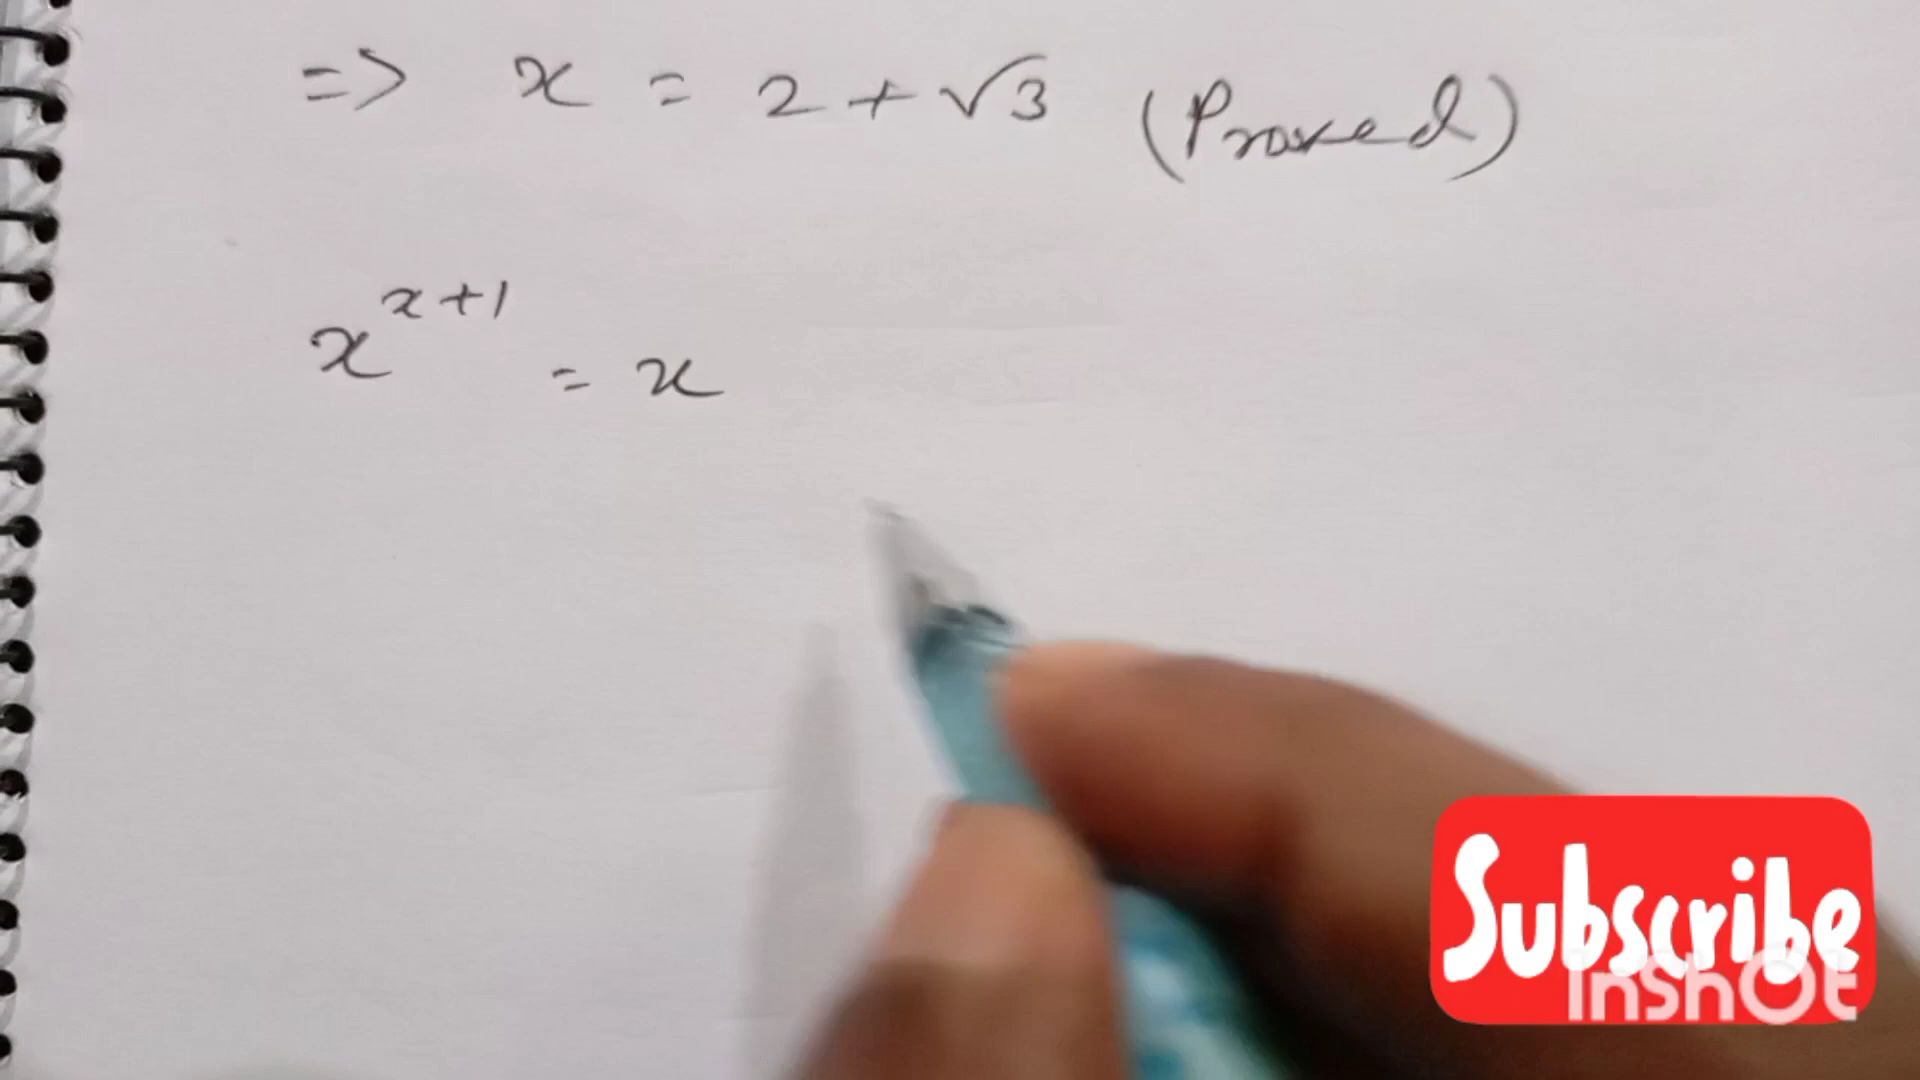 => x = 2 + √3 (Proved)
x^{x+1} = x
Subscribe
InShOt